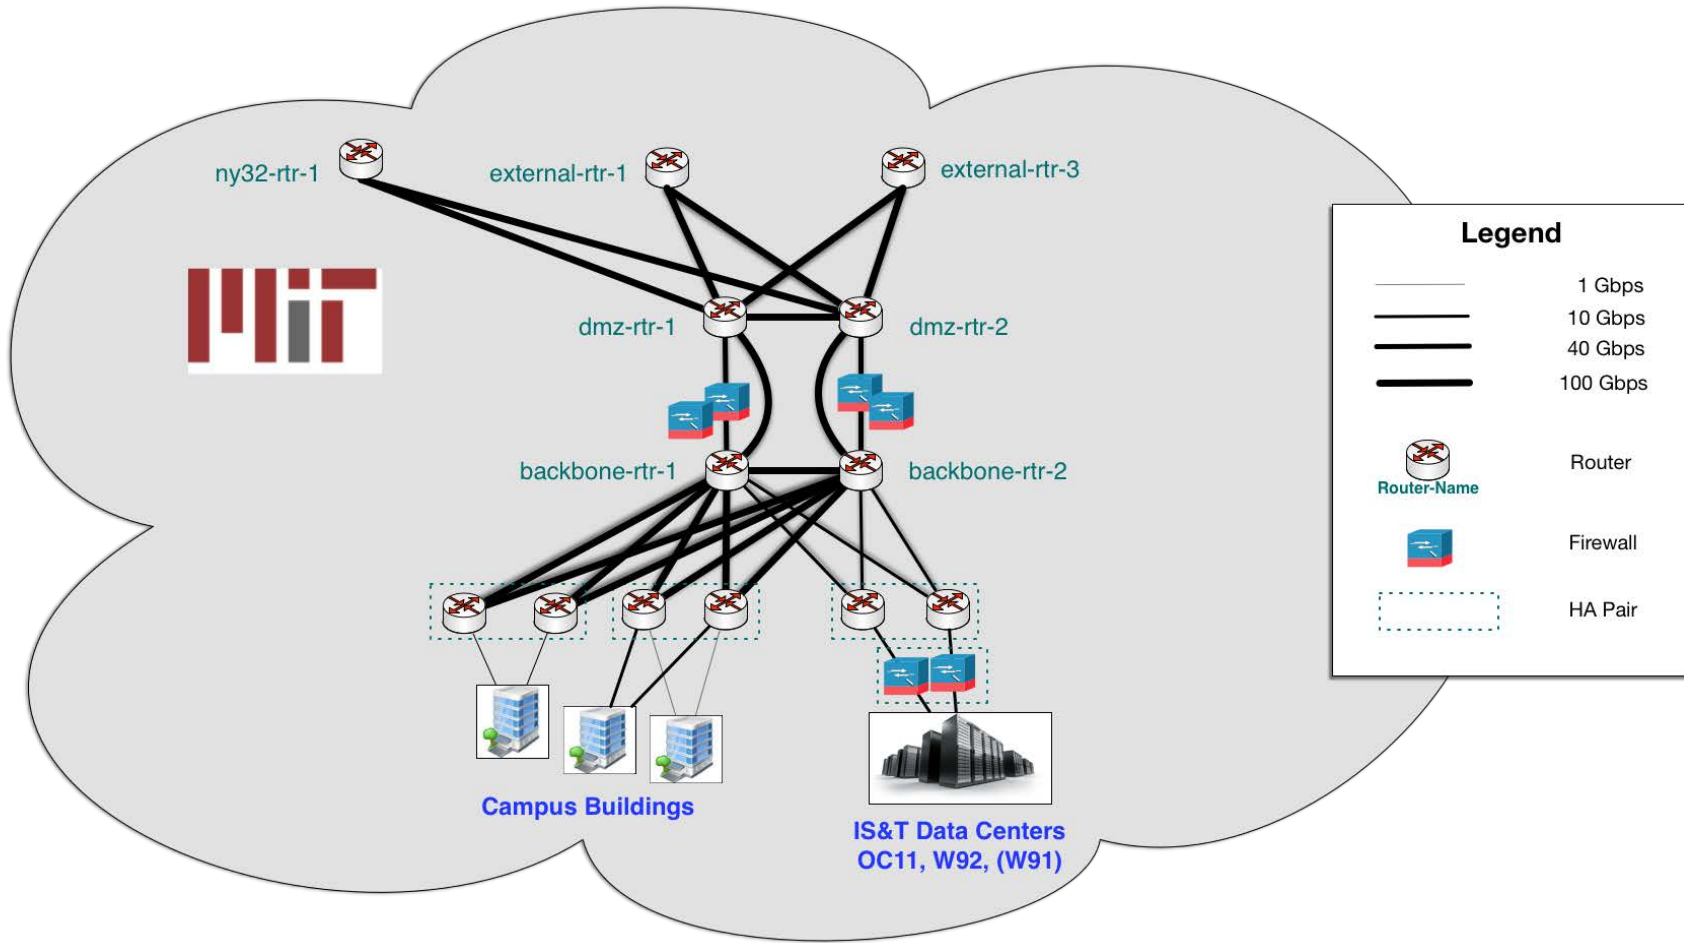 ny32-rtr-1
external-rtr-1
external-rtr-3
MIT
dmz-rtr-1
dmz-rtr-2
backbone-rtr-1
backbone-rtr-2
Campus Buildings
IS&T Data Centers
OC11, W92, (W91)
Legend
1 Gbps
10 Gbps
40 Gbps
100 Gbps
Router
Router-Name
Firewall
HA Pair